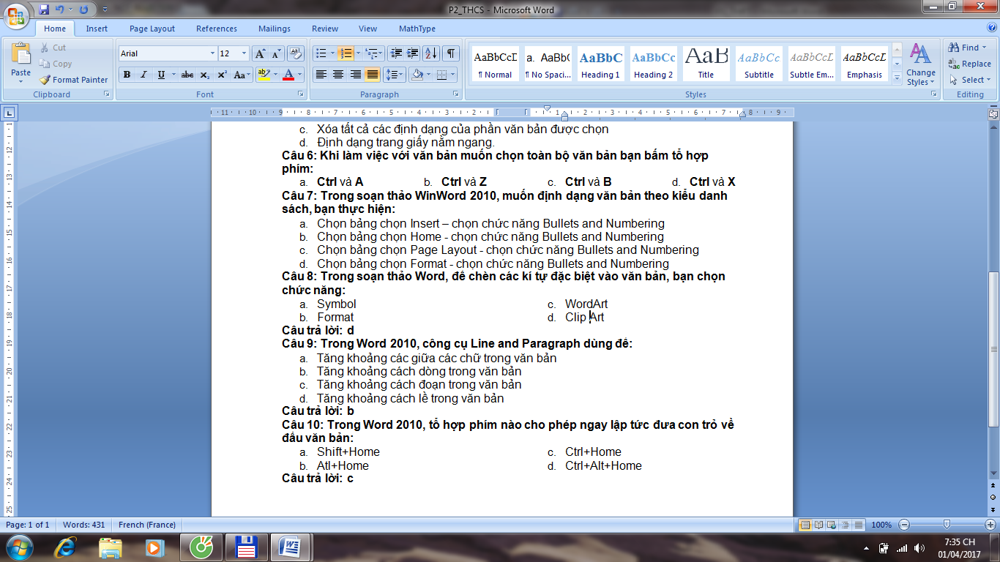 P2_THCS - Microsoft Word
Home Insert Page Layout References Mailings Review View MathType
Paste
Cut
Copy
Format Painter
Clipboard
Arial 12
Font
Paragraph
AaBbCcD AaBbC AaBbC AaBbCc AaB AaBbCc AaBbCcL AaBbCcL
¶ Normal ¶ No Spaci... Heading 1 Heading 2 Title Subtitle Subtle Em... Emphasis
Change Styles
Styles
Find
Replace
Select
Editing
c. Xóa tất cả các định dạng của phần văn bản được chọn
d. Định dạng trang giấy nằm ngang.
Câu 6: Khi làm việc với văn bản muốn chọn toàn bộ văn bản bạn bấm tổ hợp
phím:
a. Ctrl và A b. Ctrl và Z c. Ctrl và B d. Ctrl và X
Câu 7: Trong soạn thảo WinWord 2010, muốn định dạng văn bản theo kiểu danh
sách, bạn thực hiện:
a. Chọn bảng chọn Insert – chọn chức năng Bullets and Numbering
b. Chọn bảng chọn Home - chọn chức năng Bullets and Numbering
c. Chọn bảng chọn Page Layout - chọn chức năng Bullets and Numbering
d. Chọn bảng chọn Format - chọn chức năng Bullets and Numbering
Câu 8: Trong soạn thảo Word, để chèn các kí tự đặc biệt vào văn bản, bạn chọn
chức năng:
a. Symbol c. WordArt
b. Format d. Clip Art
Câu trả lời: d
Câu 9: Trong Word 2010, công cụ Line and Paragraph dùng để:
a. Tăng khoảng các giữa các chữ trong văn bản
b. Tăng khoảng cách dòng trong văn bản
c. Tăng khoảng cách đoạn trong văn bản
d. Tăng khoảng cách lề trong văn bản
Câu trả lời: b
Câu 10: Trong Word 2010, tổ hợp phím nào cho phép ngay lập tức đưa con trỏ về
đầu văn bản:
a. Shift+Home c. Ctrl+Home
b. Atl+Home d. Ctrl+Alt+Home
Câu trả lời: c
Page: 1 of 1 Words: 431 French (France) 100%
7:35 CH
01/04/2017